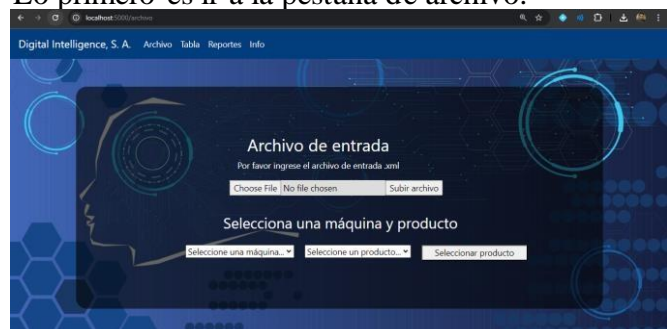 Lo primero es ir a la pestaña de archivo.
localhost:5000/archivo
Digital Intelligence, S. A. Archivo Tabla Reportes Info
Archivo de entrada
Por favor ingrese el archivo de entrada .xml
Choose File No file chosen Subir archivo
Selecciona una máquina y producto
Seleccione una máquina... Seleccione un producto... Seleccionar producto